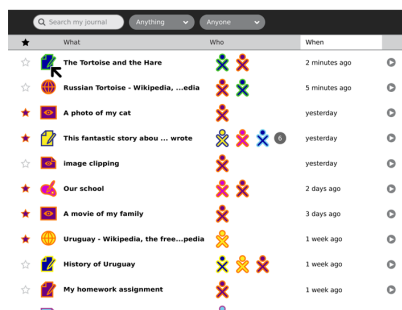 Search my journal Anything Anyone
What Who When
The Tortoise and the Hare 2 minutes ago
Russian Tortoise - Wikipedia, ...edia 5 minutes ago
A photo of my cat yesterday
This fantastic story abou ... wrote 6 yesterday
image clipping yesterday
Our school 2 days ago
A movie of my family 3 days ago
Uruguay - Wikipedia, the free...pedia 1 week ago
History of Uruguay 1 week ago
My homework assignment 1 week ago